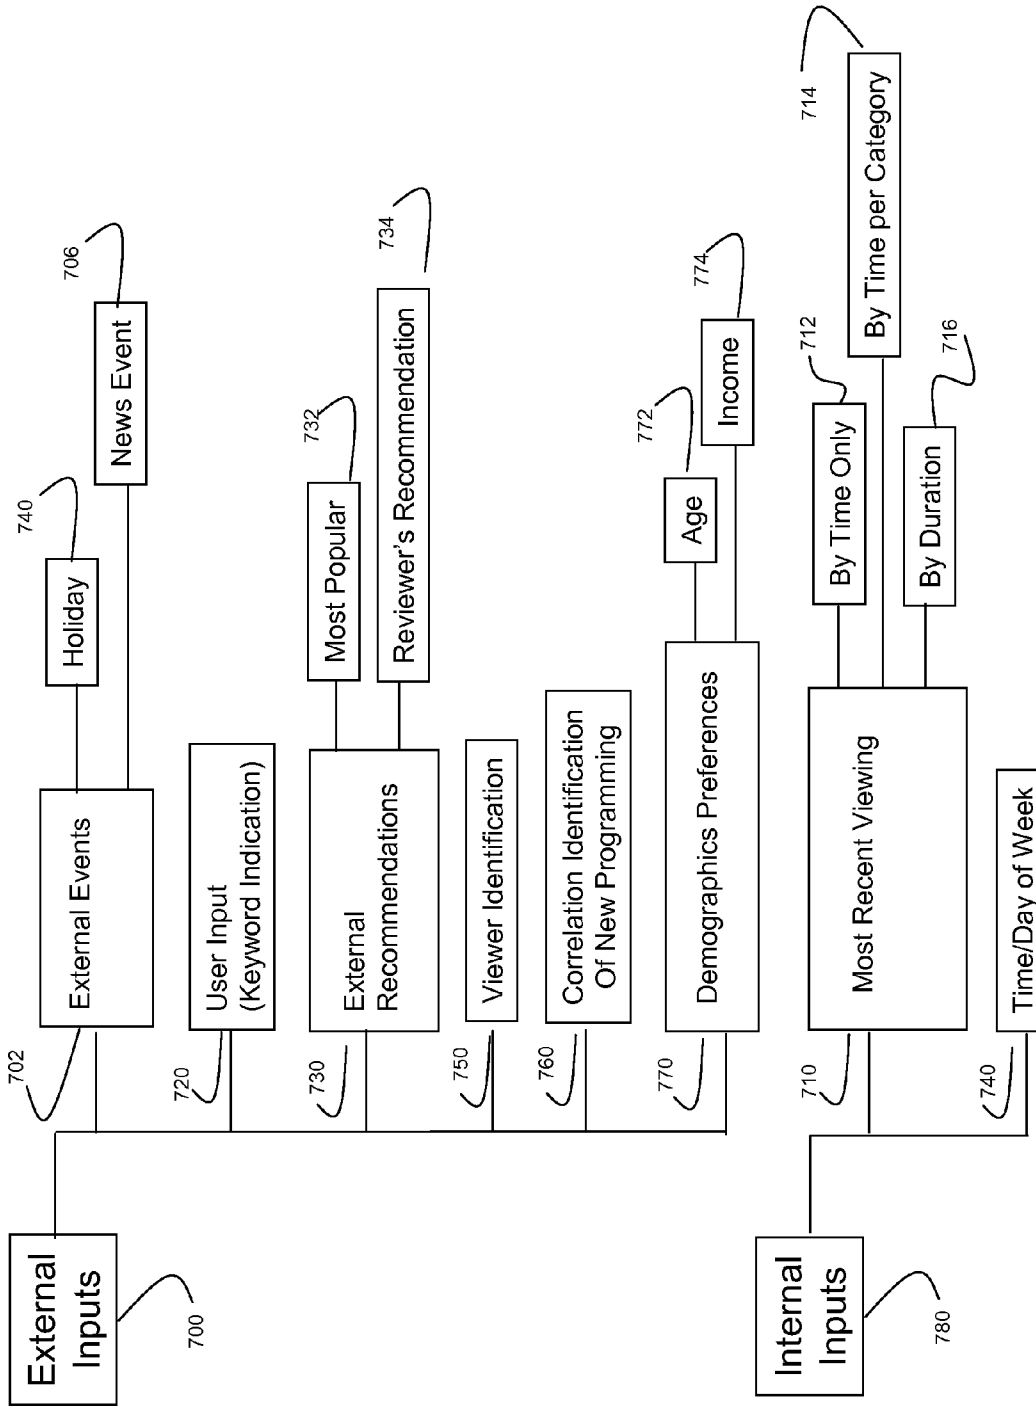 External
Inputs
700
External Events
702
Holiday
740
News Event
706
User Input
(Keyword Indication)
720
External
Recommendations
730
Most Popular
732
Reviewer's Recommendation
734
Viewer Identification
750
Correlation Identification
Of New Programming
760
Demographics Preferences
770
Age
772
Income
774
Internal
Inputs
780
Most Recent Viewing
710
By Time Only
712
By Time per Category
714
By Duration
716
Time/Day of Week
740